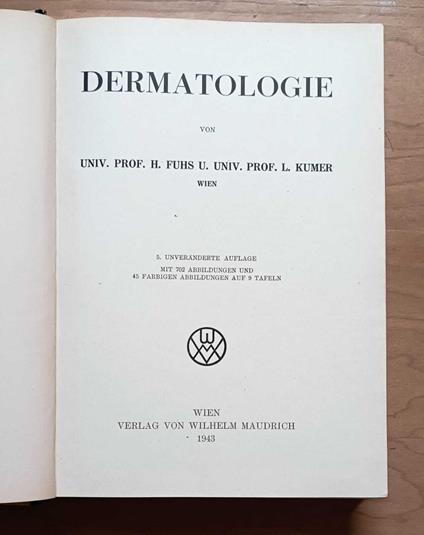 DERMATOLOGIE
VON
UNIV. PROF. H. FUHS U. UNIV. PROF. L. KUMER
WIEN
5. UNVERÄNDERTE AUFLAGE
MIT 702 ABBILDUNGEN UND
45 FARBIGEN ABBILDUNGEN AUF 9 TAFELN
WIEN
VERLAG VON WILHELM MAUDRICH
1943